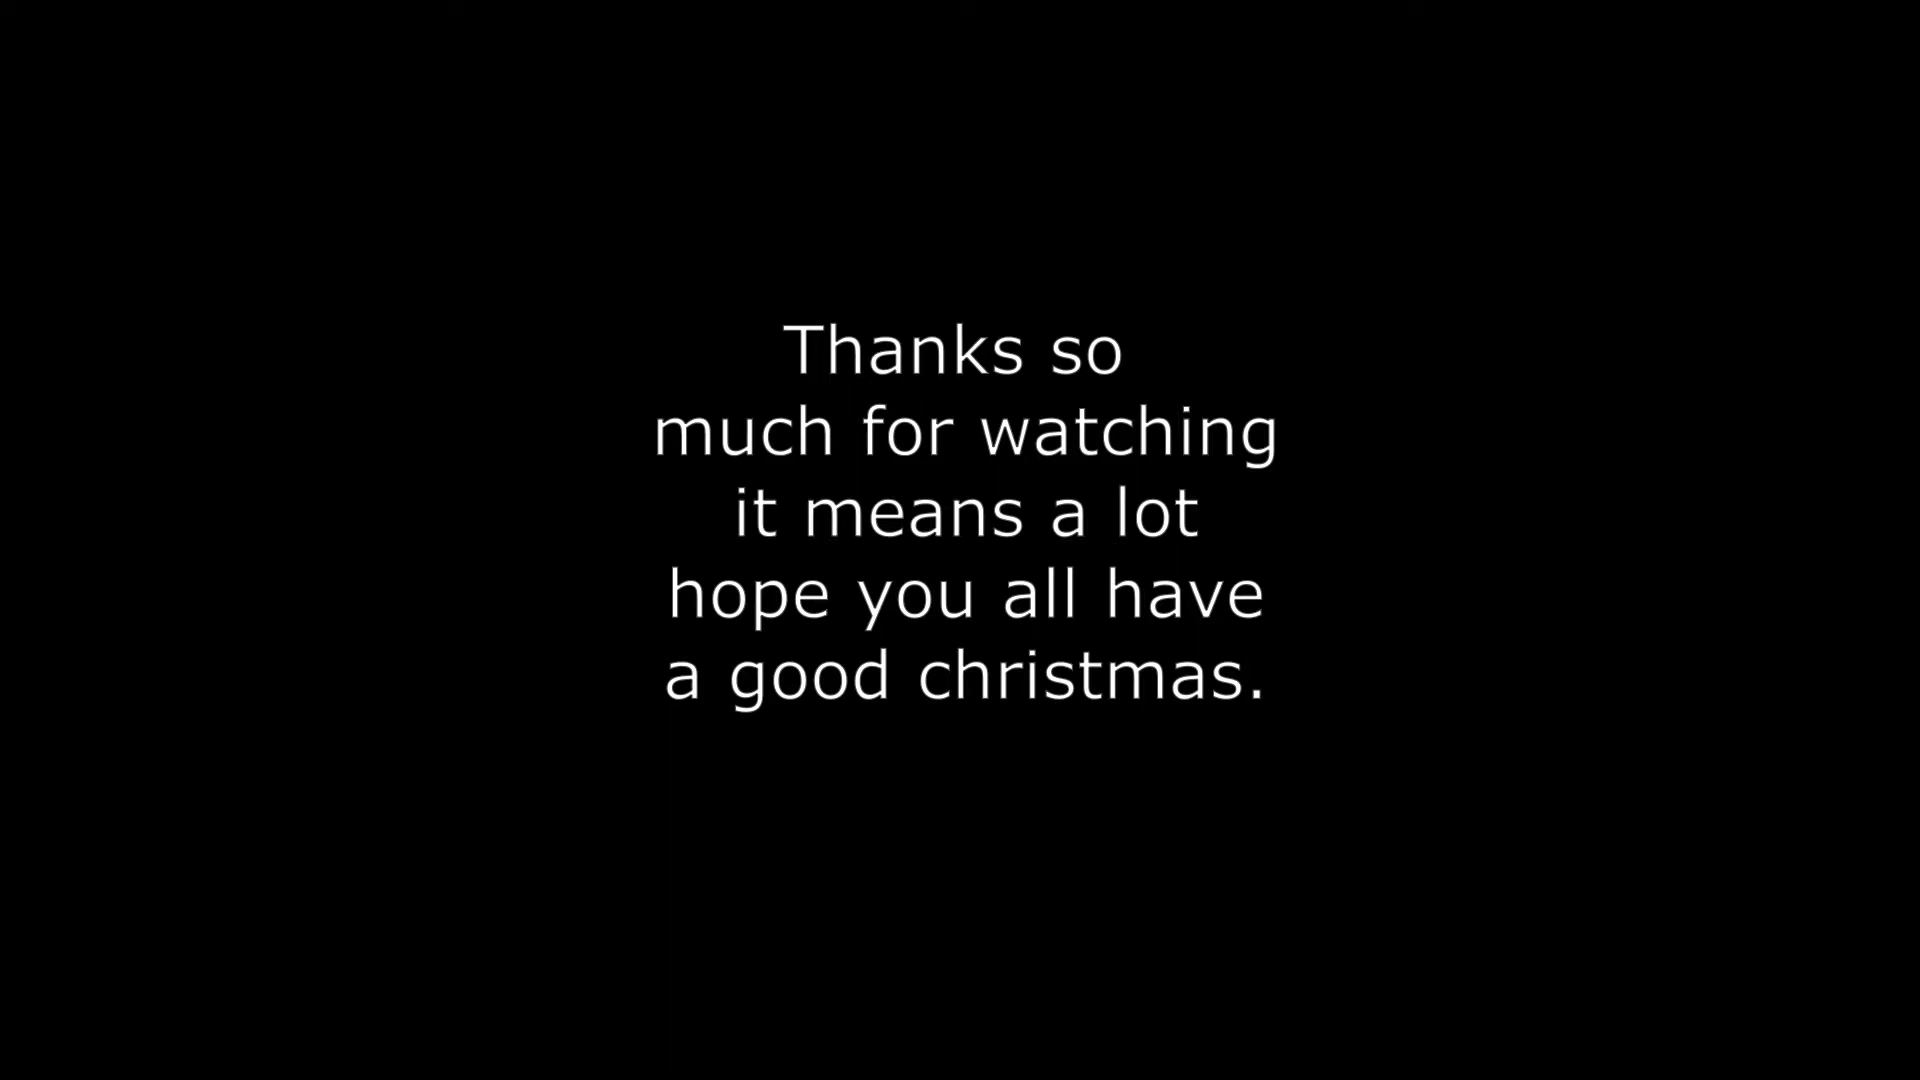 Thanks so
much for watching
it means a lot
hope you all have
a good christmas.